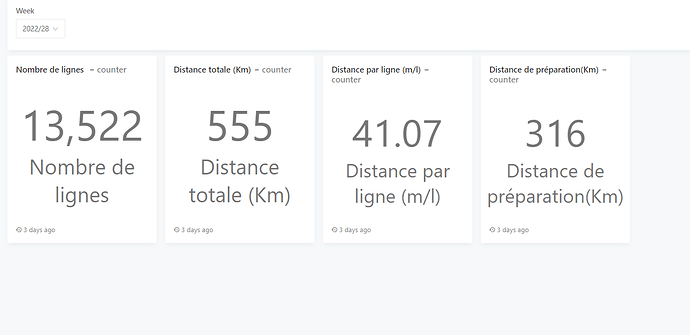 Week
2022/28
Nombre de lignes – counter
13,522
Nombre de
lignes
3 days ago
Distance totale (Km) – counter
555
Distance
totale (Km)
3 days ago
Distance par ligne (m/l) –
counter
41.07
Distance par
ligne (m/l)
3 days ago
Distance de préparation(Km) –
counter
316
Distance de
préparation(Km)
3 days ago